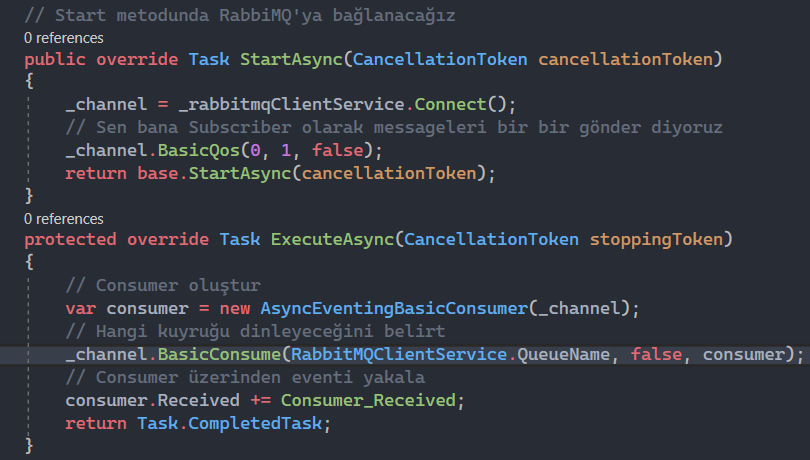 // Start metodunda RabbiMQ'ya bağlanacağız
0 references
public override Task StartAsync(CancellationToken cancellationToken)
{
_channel = _rabbitmqClientService.Connect();
// Sen bana Subscriber olarak messageleri bir bir gönder diyoruz
_channel.BasicQos(0, 1, false);
return base.StartAsync(cancellationToken);
}
0 references
protected override Task ExecuteAsync(CancellationToken stoppingToken)
{
// Consumer oluştur
var consumer = new AsyncEventingBasicConsumer(_channel);
// Hangi kuyruğu dinleyeceğini belirt
_channel.BasicConsume(RabbitMQClientService.QueueName, false, consumer);
// Consumer üzerinden eventi yakala
consumer.Received += Consumer_Received;
return Task.CompletedTask;
}